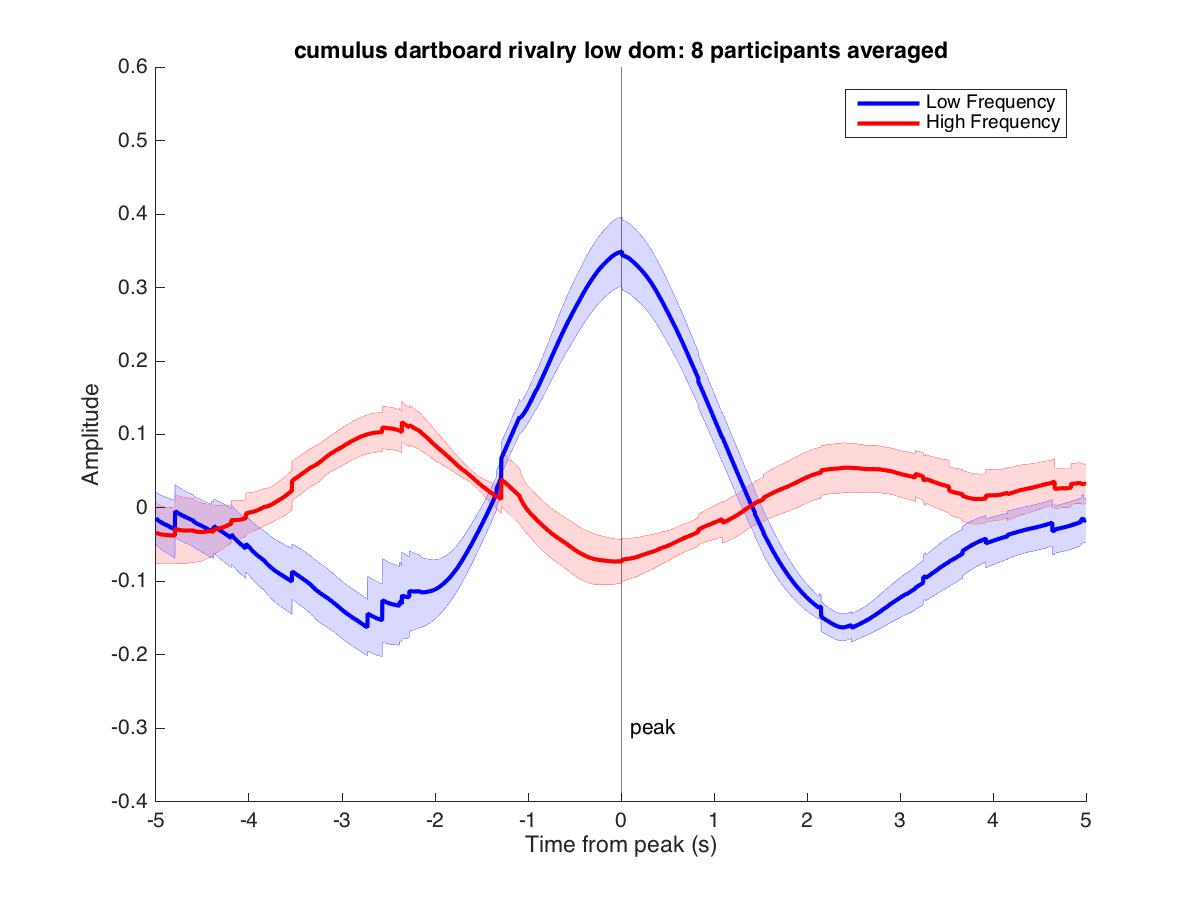 cumulus dartboard rivalry low dom: 8 participants averaged
Low Frequency
High Frequency
Amplitude
0.6
0.5
0.4
0.3
0.2
0.1
0
-0.1
-0.2
-0.3
-0.4
peak
-5 -4 -3 -2 -1 0 1 2 3 4 5
Time from peak (s)